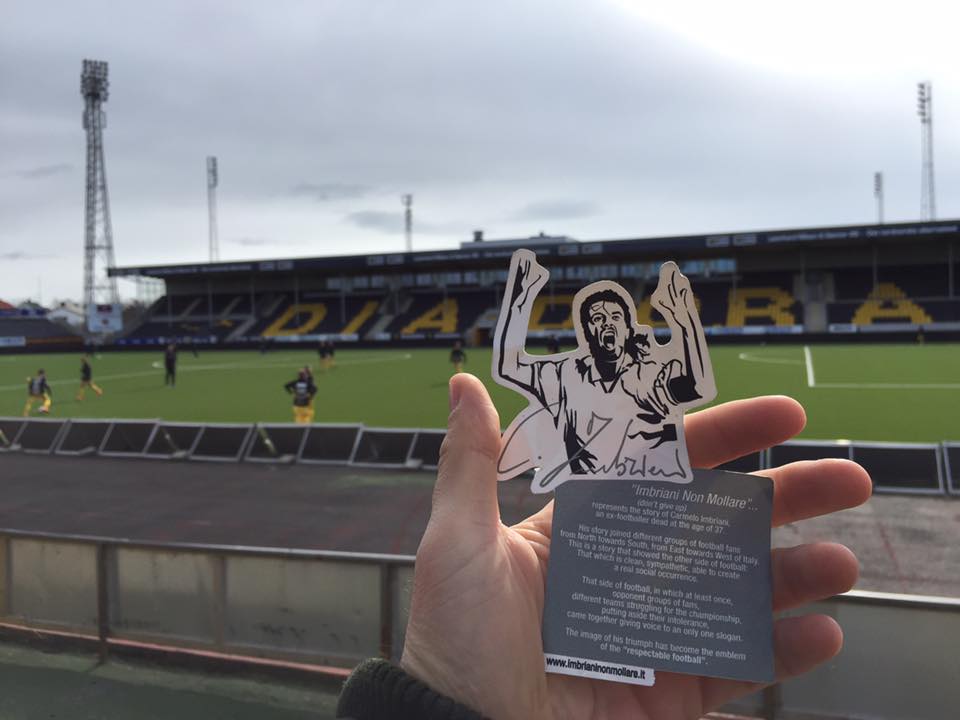 DIADORA
C. Imbriani
"Imbriani Non Mollare"...
(don't give up)
represents the story of Carmelo Imbriani,
an ex-footballer dead at the age of 37.
His story joined different groups of football fans
from North towards South, from East towards West of Italy.
This is a story that showed the other side of football:
That which is clean, sympathetic, able to create
a real social occurrence.
That side of football, in which at least once,
opponent groups of fans,
different teams struggling for the championship,
putting inside their intolerance,
came together giving voice to an only one slogan.
The image of his triumph has become the emblem
of the "respectable football".
www.imbrianinonmollare.it